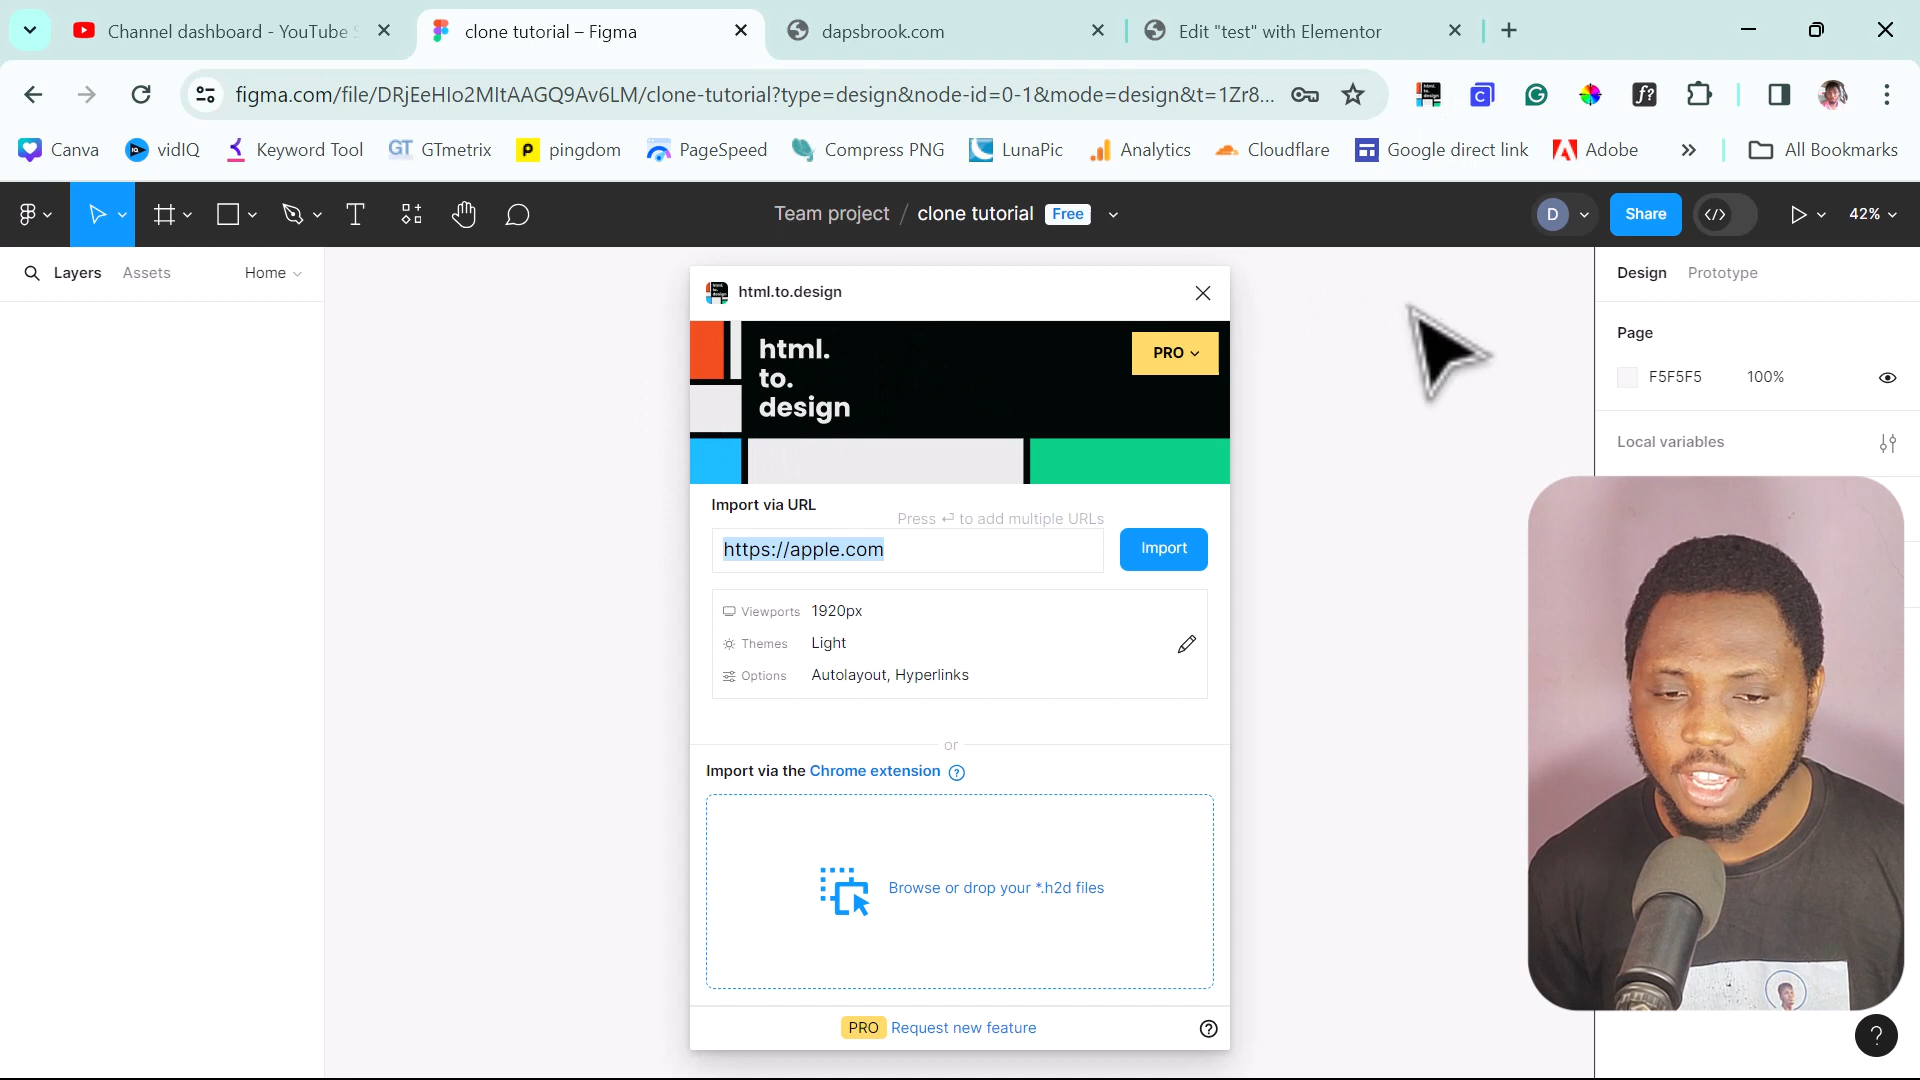 Channel dashboard - YouTube S
clone tutorial – Figma
dapsbrook.com
Edit "test" with Elementor
figma.com/file/DRjEeHIo2MItAAGQ9Av6LM/clone-tutorial?type=design&node-id=0-1&mode=design&t=1Zr8...
f?
Canva
vidIQ
Keyword Tool
GT GTmetrix
p pingdom
PageSpeed
Compress PNG
LunaPic
Analytics
Cloudflare
Google direct link
Adobe
All Bookmarks
Team project / clone tutorial Free
D
Share
42%
Layers
Assets
Home
Design
Prototype
html.to.design
Page
html.
to.
design
PRO
F5F5F5
100%
Local variables
Import via URL
Press ⏎ to add multiple URLs
https://apple.com
Import
Viewports 1920px
Themes Light
Options Autolayout, Hyperlinks
or
Import via the Chrome extension ?
Browse or drop your *.h2d files
PRO Request new feature
?
?